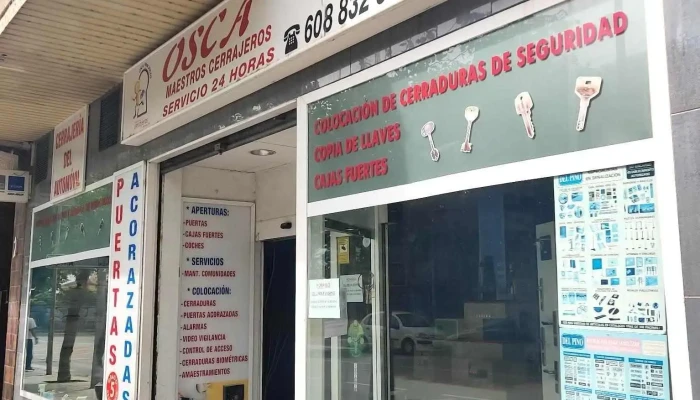 OSCA
MAESTROS CERRAJEROS
SERVICIO 24 HORAS
608 832
CERRAJERÍA
DEL
AUTOMÓVIL
PUERTAS
ACORAZADAS
COLOCACIÓN DE CERRADURAS DE SEGURIDAD
COPIA DE LLAVES
CAJAS FUERTES
● APERTURAS:
-PUERTAS
-CAJAS FUERTES
-COCHES
● SERVICIOS
-MANT. COMUNIDADES
● COLOCACIÓN:
-CERRADURAS
-PUERTAS ACORAZADAS
-ALARMAS
-VIDEO VIGILANCIA
-CONTROL DE ACCESO
-CERRADURAS BIOMÉTRICAS
-AMAESTRAMIENTOS
DEL PINO
DEL PINO